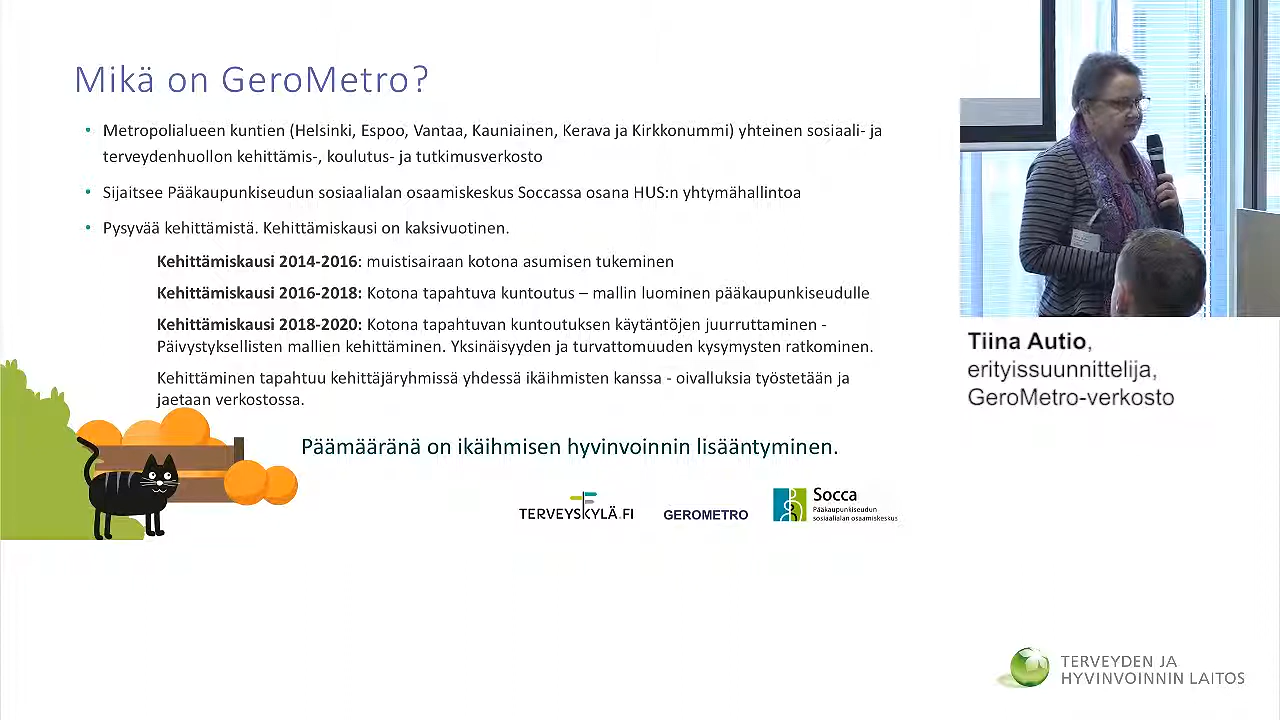 Mikä on GeroMetro?
• Metropolialueen kuntien (Helsinki, Espoo, Vantaa, Kauniainen, Kerava ja Kirkkonummi) yhteinen sosiaali- ja
terveydenhuollon kehittämis-, koulutus- ja tutkimusverkosto
• Sijaitsee Pääkaupunkiseudun sosiaalialan osaamiskeskus Soccassa osana HUS:n yhtymähallintoa
• Pysyvää kehittämistä. Kehittämiskausi on kaksivuotinen.
Kehittämiskausi 2014-2016: muistisairaan kotona asumisen tukeminen
Kehittämiskausi 2016-2018: Kotona tapahtuva kuntoutus – mallin luominen pääkaupunkiseudulle
Kehittämiskausi 2018-2020: Kotona tapahtuvan kuntoutuksen käytäntöjen juurruttaminen -
Päivystyksellisten mallien kehittäminen. Yksinäisyyden ja turvattomuuden kysymysten ratkominen.
Kehittäminen tapahtuu kehittäjäryhmissä yhdessä ikäihmisten kanssa - oivalluksia työstetään ja
jaetaan verkostossa.
Päämääränä on ikäihmisen hyvinvoinnin lisääntyminen.
TERVEYSKYLÄ.FI
GEROMETRO
Socca
Pääkaupunkiseudun
sosiaalialan osaamiskeskus
Tiina Autio,
erityissuunnittelija,
GeroMetro-verkosto
TERVEYDEN JA
HYVINVOINNIN LAITOS